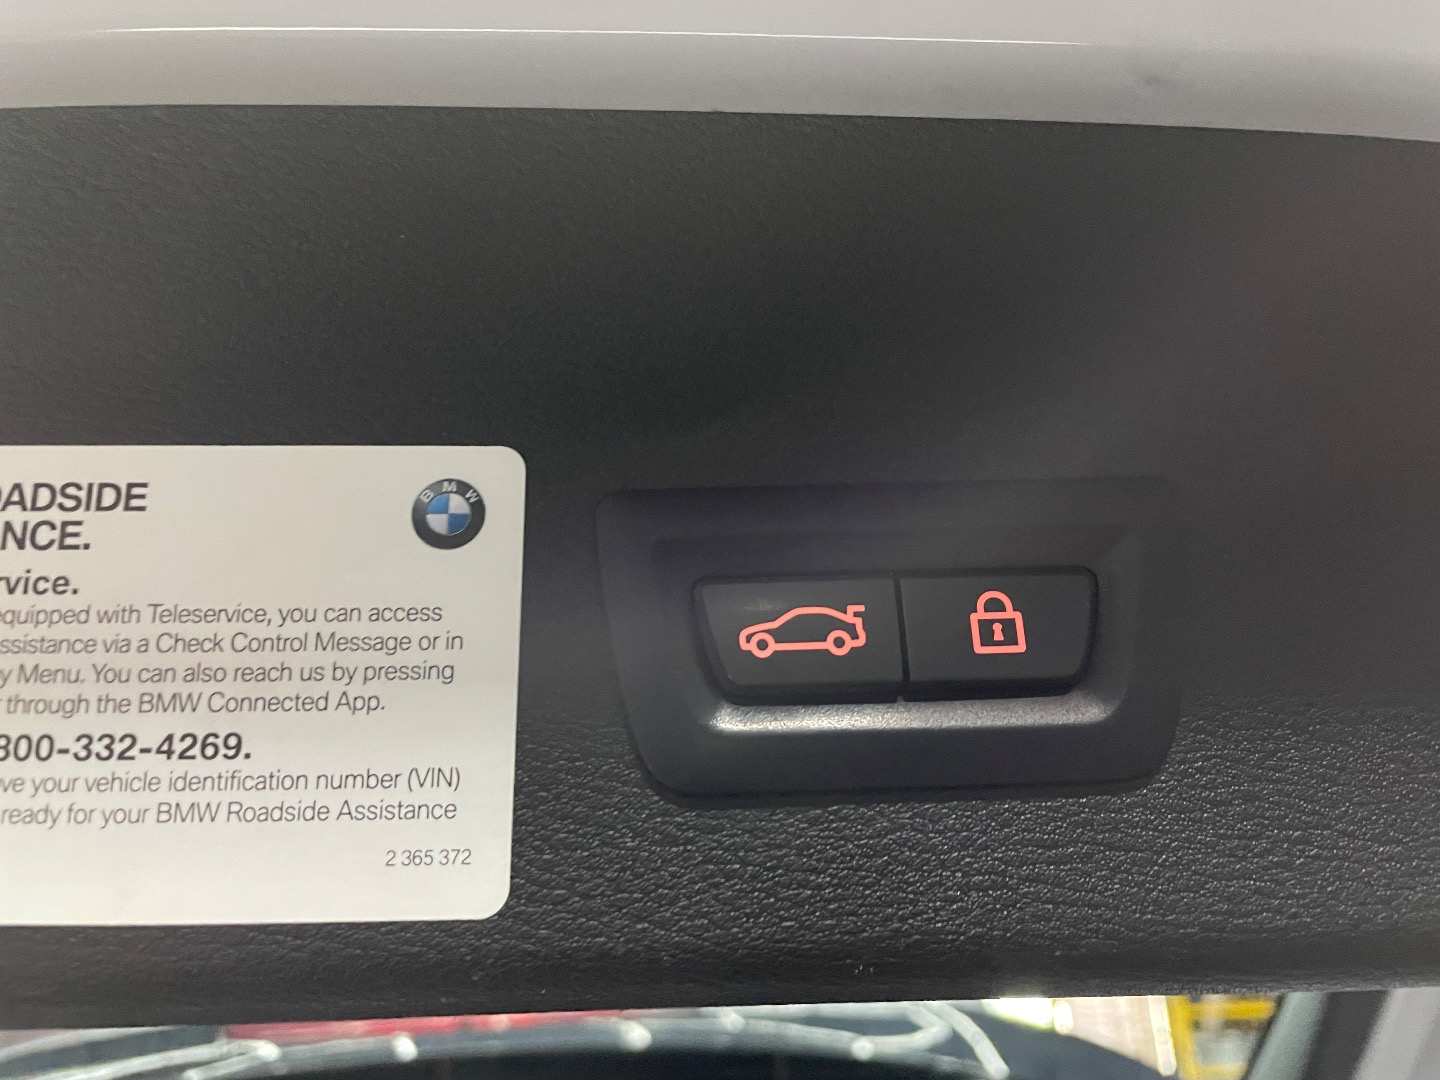 OADSIDE
NCE.
BMW
rvice.
equipped with Teleservice, you can access
ssistance via a Check Control Message or in
y Menu. You can also reach us by pressing
through the BMW Connected App.
800-332-4269.
ve your vehicle identification number (VIN)
ready for your BMW Roadside Assistance
2 365 372